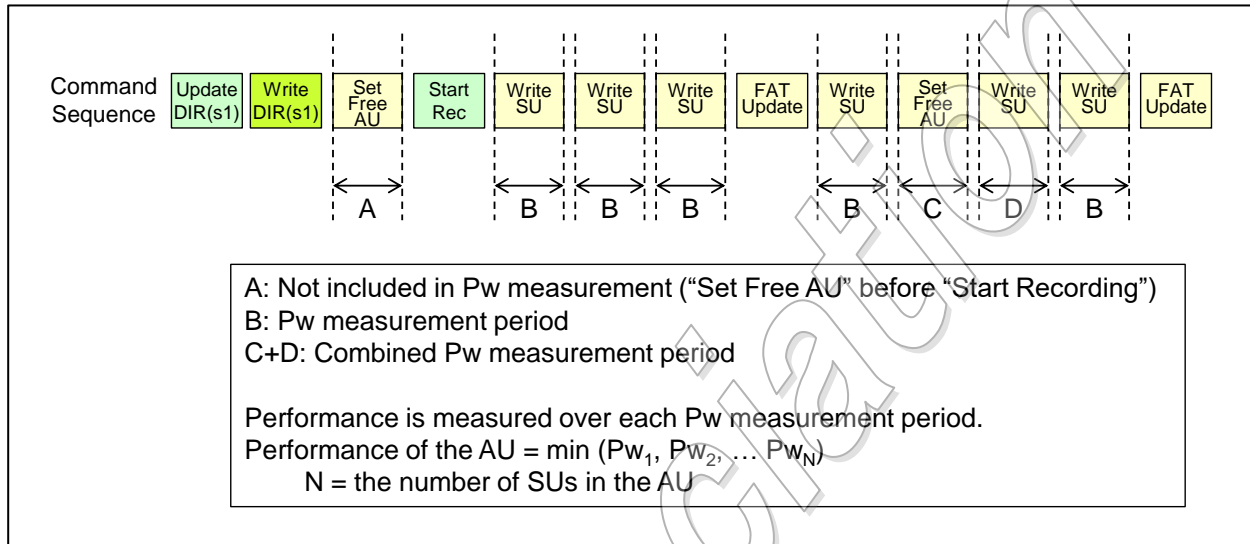 Command
Sequence
Update
DIR(s1)
Write
DIR(s1)
Set
Free
AU
Start
Rec
Write
SU
Write
SU
Write
SU
FAT
Update
Write
SU
Set
Free
AU
Write
SU
Write
SU
FAT
Update
A
B
B
B
B
C
D
B
A: Not included in Pw measurement (“Set Free AU” before “Start Recording”)
B: Pw measurement period
C+D: Combined Pw measurement period
Performance is measured over each Pw measurement period.
Performance of the AU = min (Pw₁, Pw₂, … Pw_N)
N = the number of SUs in the AU
ciation